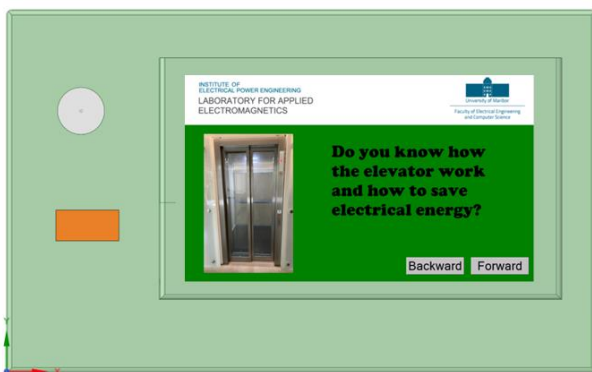 INSTITUTE OF
ELECTRICAL POWER ENGINEERING
LABORATORY FOR APPLIED
ELECTROMAGNETICS
University of Maribor
Faculty of Electrical Engineering
and Computer Science
Do you know how
the elevator work
and how to save
electrical energy?
Backward Forward
Y
X